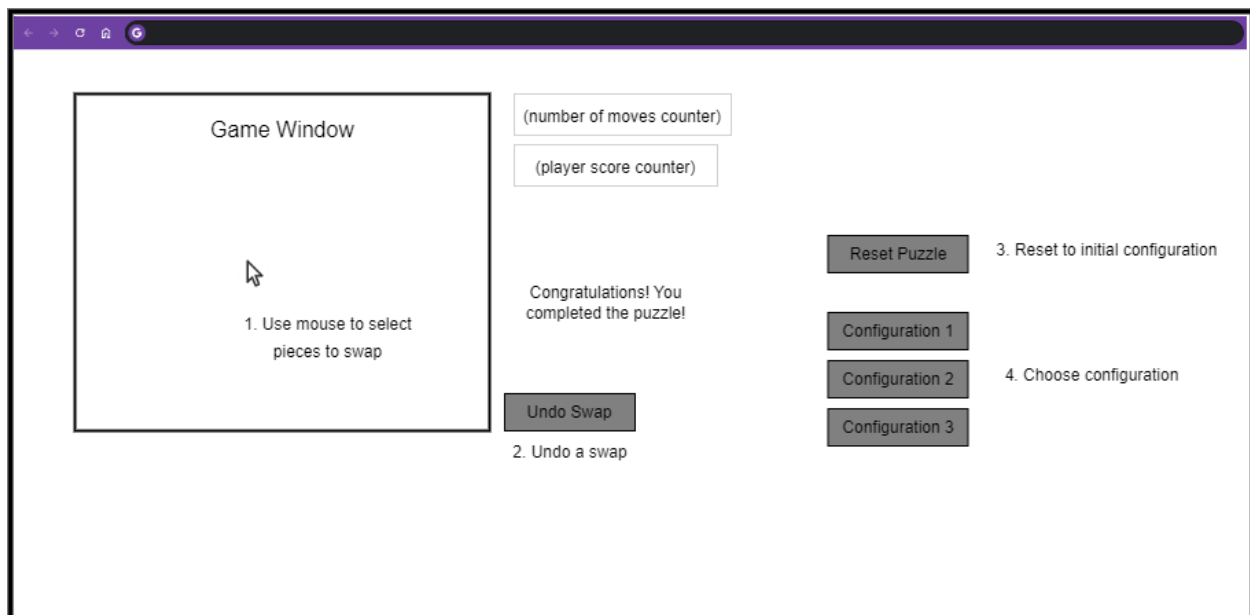 G
Game Window
(number of moves counter)
(player score counter)
1. Use mouse to select
pieces to swap
Congratulations! You
completed the puzzle!
Undo Swap
2. Undo a swap
Reset Puzzle
3. Reset to initial configuration
Configuration 1
Configuration 2
4. Choose configuration
Configuration 3